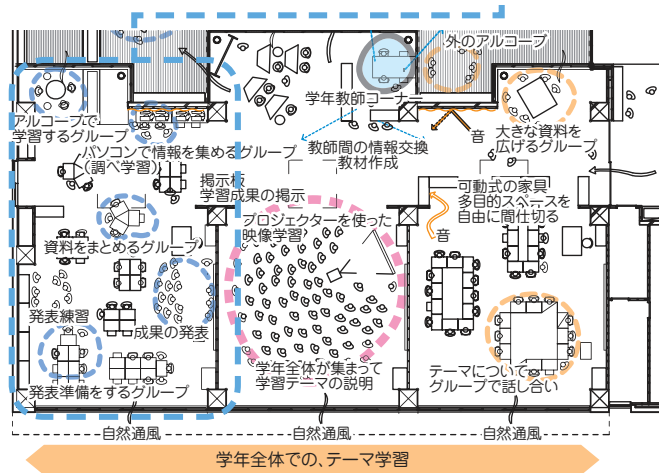 外のアルコーブ
学年教師コーナー
アルコーブで
学習するグループ
音
大きな資料を
広げるグループ
教師間の情報交換
教材作成
パソコンで情報を集めるグループ
(調べ学習)
掲示板
学習成果の掲示
可動式の家具
多目的スペースを
自由に間仕切る
プロジェクターを使った
映像学習
音
資料をまとめるグループ
発表練習
成果の発表
学年全体が集まって
学習テーマの説明
テーマについて
グループで話し合い
発表準備をするグループ
自然通風
自然通風
自然通風
学年全体での、テーマ学習